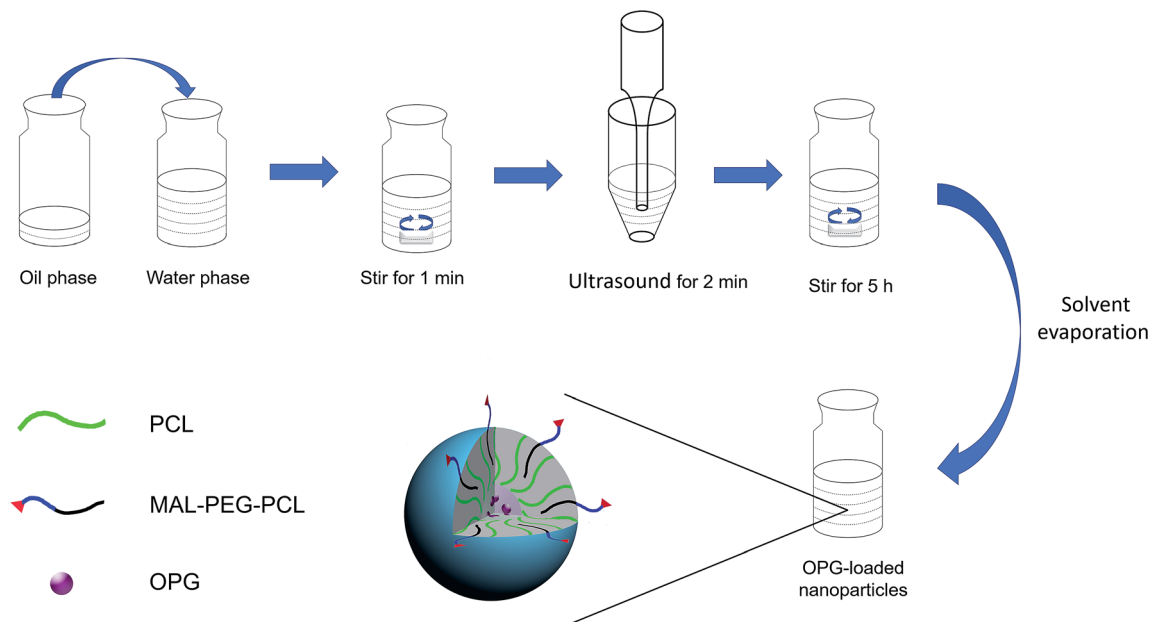 Oil phase
Water phase
Stir for 1 min
Ultrasound for 2 min
Stir for 5 h
Solvent
evaporation
PCL
MAL-PEG-PCL
OPG
OPG-loaded
nanoparticles